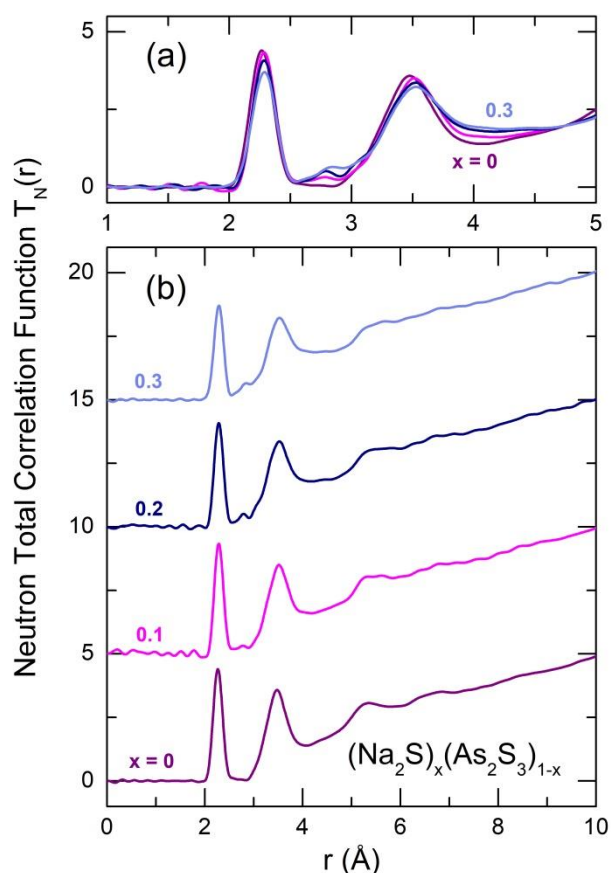 Neutron Total Correlation Function T_N(r)
(a)
5
0
0.3
x = 0
1 2 3 4 5
(b)
20
15
10
5
0
0.3
0.2
0.1
x = 0
(Na₂S)ₓ(As₂S₃)₁₋ₓ
0 2 4 6 8 10
r (Å)